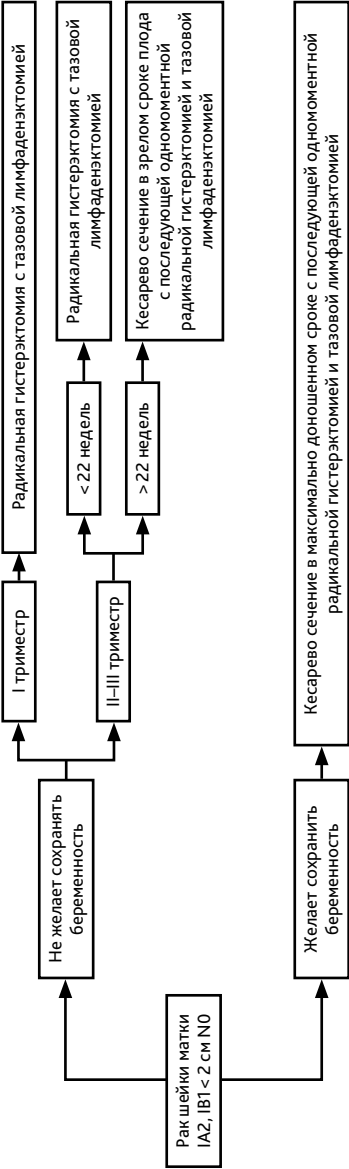 Рак шейки матки
IA2, IB1 < 2 см N0
Не желает сохранять
беременность
I триместр
Радикальная гистерэктомия с тазовой лимфаденэктомией
II–III триместр
< 22 недель
Радикальная гистерэктомия с тазовой
лимфаденэктомией
> 22 недель
Кесарево сечение в зрелом сроке плода
с последующей одномоментной
радикальной гистерэктомией и тазовой
лимфаденэктомией
Желает сохранить
беременность
Кесарево сечение в максимально доношенном сроке с последующей одномоментной
радикальной гистерэктомией и тазовой лимфаденэктомией